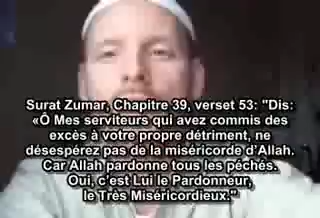 Surat Zumar, Chapitre 39, verset 53: "Dis:
«Ô Mes serviteurs qui avez commis des
excès à votre propre détriment, ne
désespérez pas de la miséricorde d'Allah.
Car Allah pardonne tous les péchés.
Oui, c'est Lui le Pardonneur,
le Très Miséricordieux."